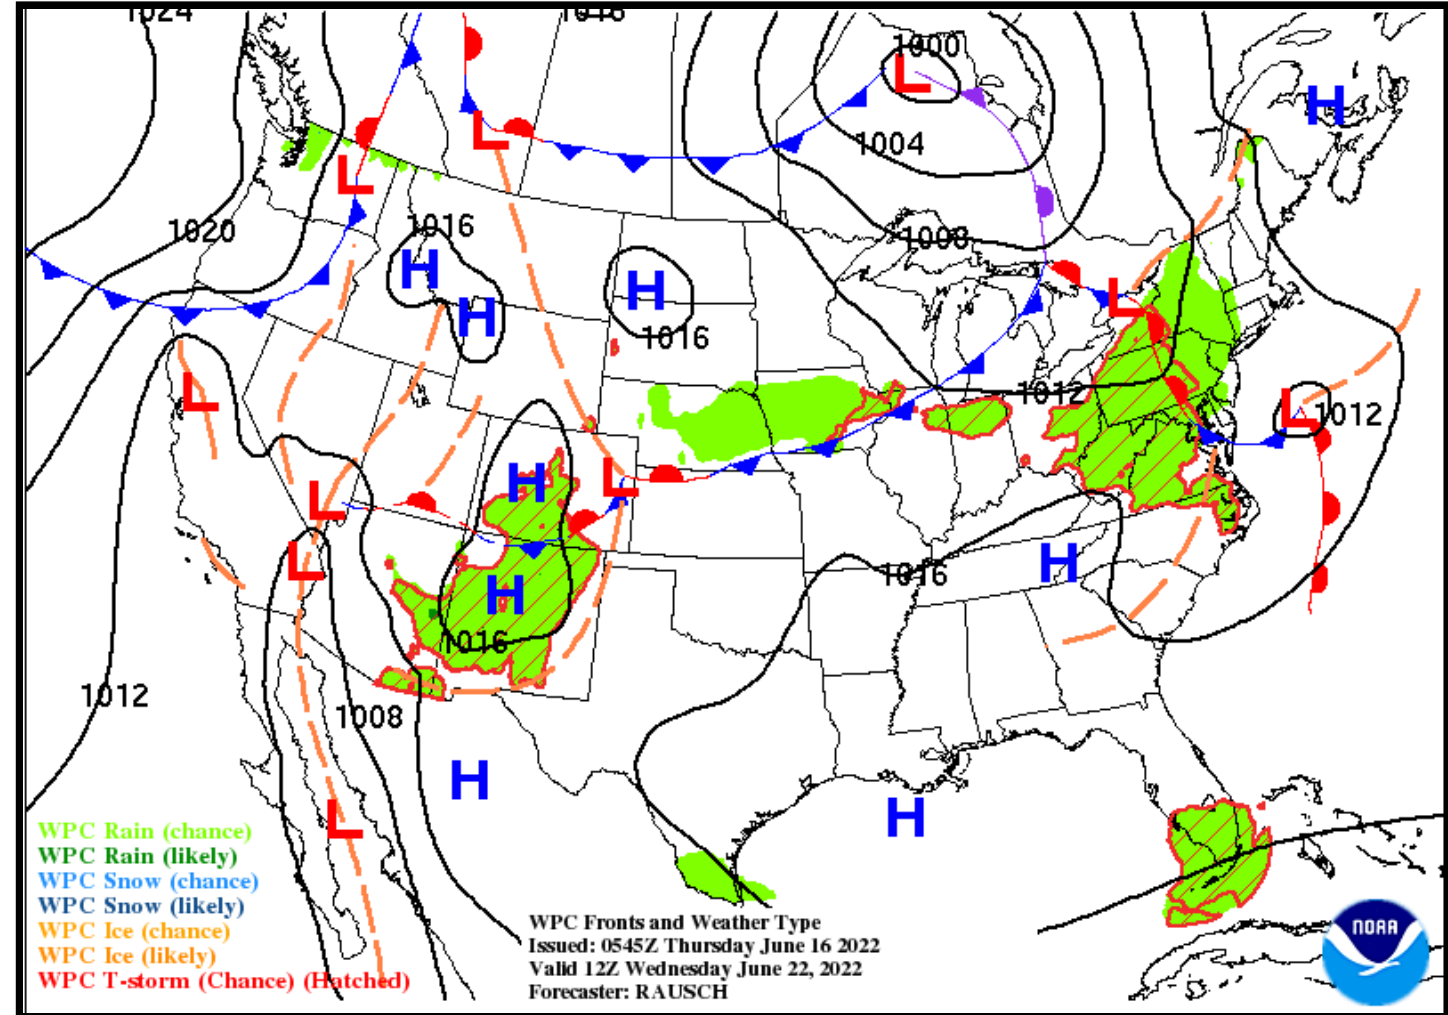 1024
1016
1000
L
H
L
1004
L
1020
1016
1008
H
H
H
L
1016
L
1012
L
1012
H
L
L
L
H
1016
H
1016
1012
1008
H
H
L
WPC Rain (chance)
WPC Rain (likely)
WPC Snow (chance)
WPC Snow (likely)
WPC Ice (chance)
WPC Ice (likely)
WPC T-storm (Chance) (Hatched)
WPC Fronts and Weather Type
Issued: 0545Z Thursday June 16 2022
Valid 12Z Wednesday June 22, 2022
Forecaster: RAUSCH
NOAA